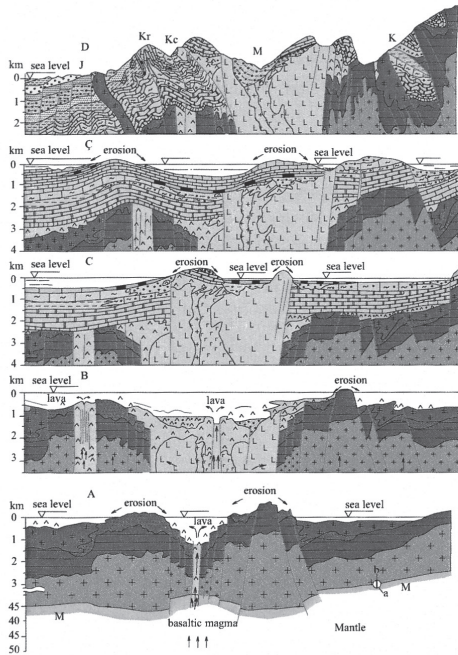 Kr Kc M K
D
J
km sea level
0
1
2
Ç
sea level erosion erosion sea level
km
0
1
2
3
4
C
sea level erosion sea level erosion
km sea level
0
1
2
3
4
B
sea level erosion
km lava lava
0
1
2
3
A
sea level erosion erosion
km lava sea level
0
1
2
3
b
M
a
45
M
40
45
basaltic magma
50
Mantle